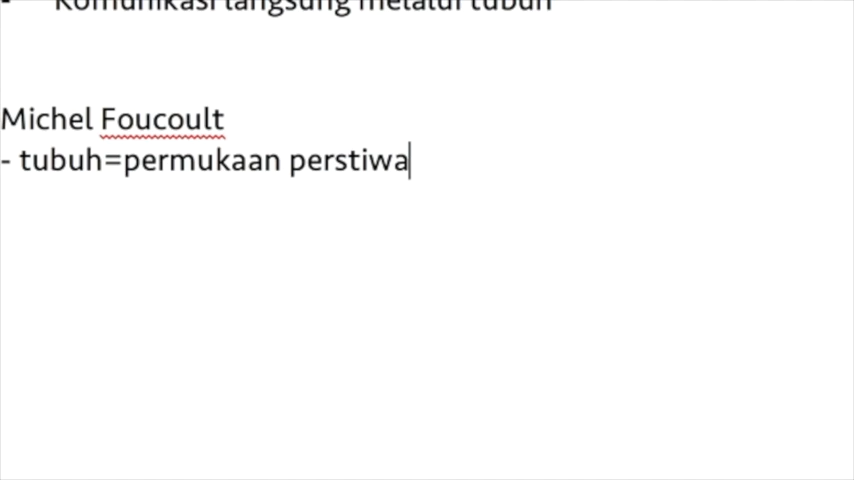 - Komunikasi langsung melalui tubuh
Michel Foucoult
- tubuh=permukaan perstiwa